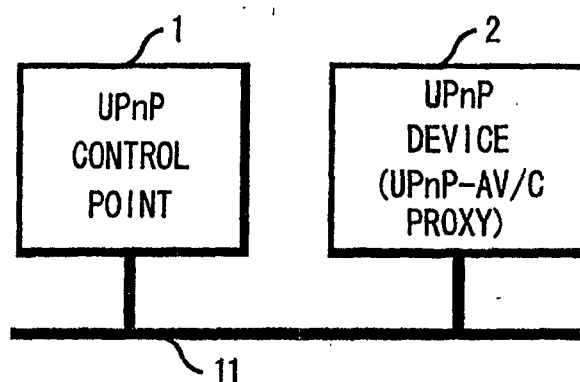 1
UPnP
CONTROL
POINT
2
UPnP
DEVICE
(UPnP-AV/C
PROXY)
11